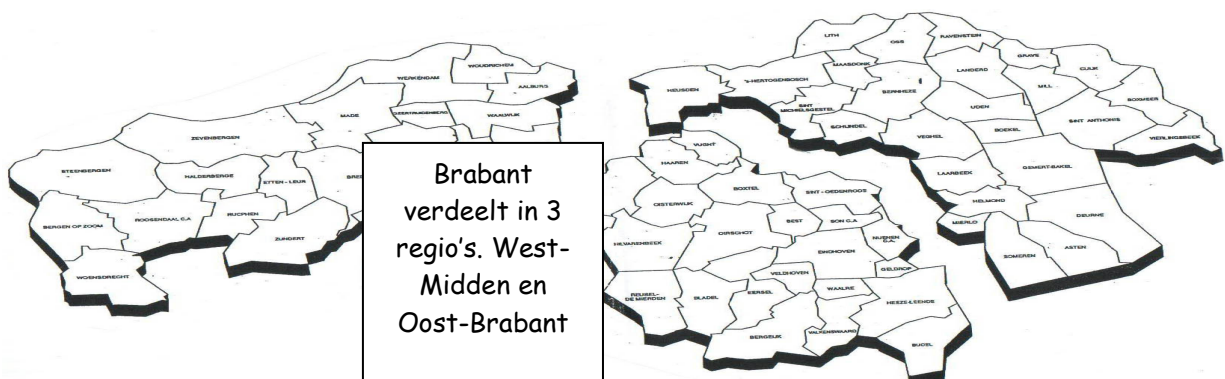 WOUDRICHEM
WERKENDAM
AALBURG
MADE
GEERTRUIDENBERG
WAALWIJK
ZEVENBERGEN
STEENBERGEN
HALDERBERGE
ETTEN - LEUR
BRE
ROOSENDAAL C.A
RUCPHEN
BERGEN OP ZOOM
ZUNDERT
WOENSDRECHT
Brabant
verdeelt in 3
regio's. West-
Midden en
Oost-Brabant
LITH
OSS
RAVENSTEIN
MAASDONK
GRAVE
's-HERTOGENBOSCH
LANDERD
CUIJK
HEUSDEN
BERNHEZE
MILL
SINT
MICHIELSGESTEL
UDEN
BOXMEER
SCHIJNDEL
VEGHEL
BOEKEL
SINT ANTHONIS
VIERLINGSBEEK
VUGHT
HAAREN
LAARBEEK
GEMERT-BAKEL
BOXTEL
SINT - OEDENRODE
HELMOND
OISTERWIJK
MIERLO
DEURNE
BEST
SON C.A.
OIRSCHOT
NUENEN
C.A.
HILVARENBEEK
EINDHOVEN
SOMEREN
ASTEN
GELDROP
VELDHOVEN
REUSEL-
DE MIERDEN
BLADEL
EERSEL
WAALRE
HEEZE-LEENDE
BERGEIJK
VALKENSWAARD
BUDEL